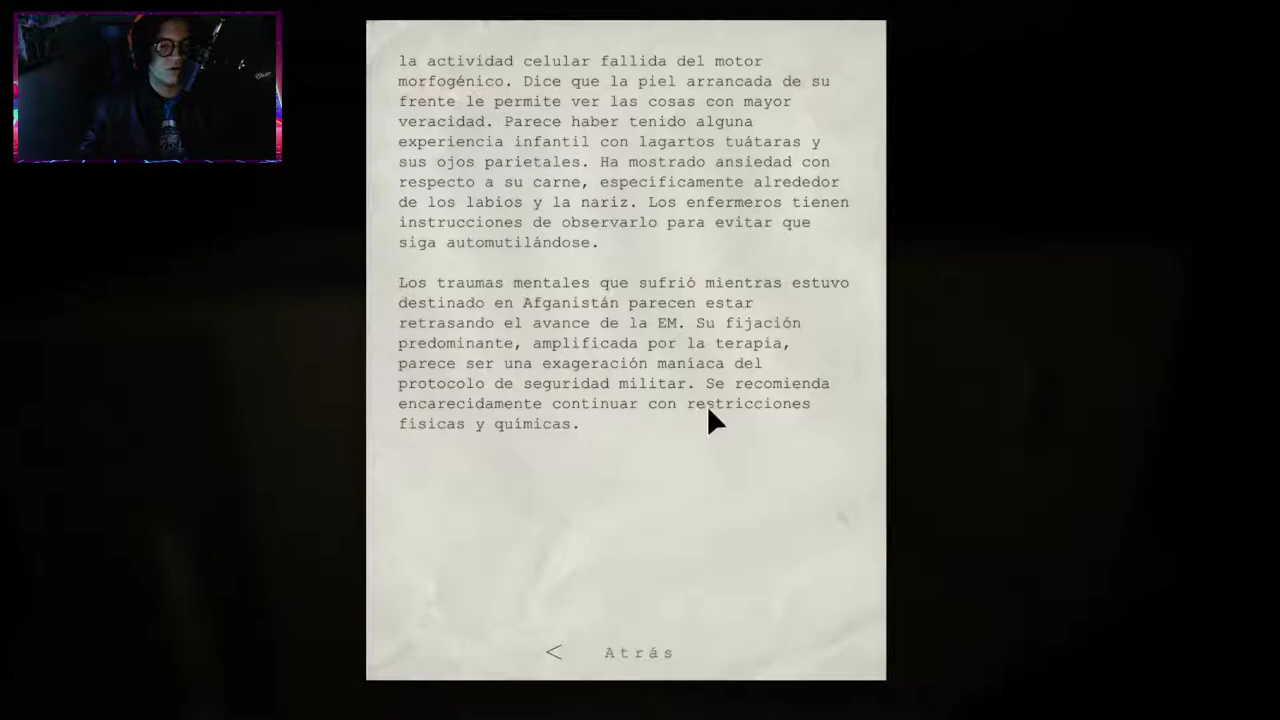 la actividad celular fallida del motor
morfogénico. Dice que la piel arrancada de su
frente le permite ver las cosas con mayor
veracidad. Parece haber tenido alguna
experiencia infantil con lagartos tuátaras y
sus ojos parietales. Ha mostrado ansiedad con
respecto a su carne, específicamente alrededor
de los labios y la nariz. Los enfermeros tienen
instrucciones de observarlo para evitar que
siga automutilándose.
Los traumas mentales que sufrió mientras estuvo
destinado en Afganistán parecen estar
retrasando el avance de la EM. Su fijación
predominante, amplificada por la terapia,
parece ser una exageración maníaca del
protocolo de seguridad militar. Se recomienda
encarecidamente continuar con restricciones
físicas y químicas.
< Atrás